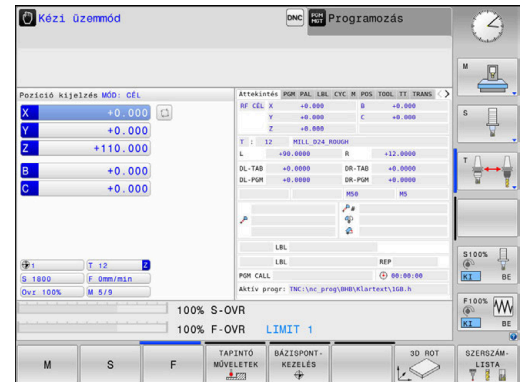 Kézi üzemmód
DNC
PGM MGT
Programozás
Pozíció kijelzés MÓD: CÉL
X +0.000
Y +0.000
Z +110.000
B +0.000
C +0.000
1 T 12 Z
S 1800 F 0mm/min
Ovr 100% M 5/9
Áttekintés PGM PAL LBL CYC M POS TOOL TT TRANS
RF CÉL X +0.000 B +0.000
Y +0.000 C +0.000
Z +0.000
T : 12 MILL_D24_ROUGH
L +90.0000 R +12.0000
DL-TAB +0.0000 DR-TAB +0.0000
DL-PGM +0.0000 DR-PGM +0.0000
M50 M5
LBL
LBL REP
PGM CALL 00:00:00
Aktív progr: TNC:\nc_prog\BHB\Klartext\1GB.h
100% S-OVR
100% F-OVR LIMIT 1
M
S
T
S100%
KI BE
F100%
KI BE
M
S
F
TAPINTÓ MŰVELETEK
BÁZISPONT-KEZELÉS
3D ROT
SZERSZÁM-LISTA